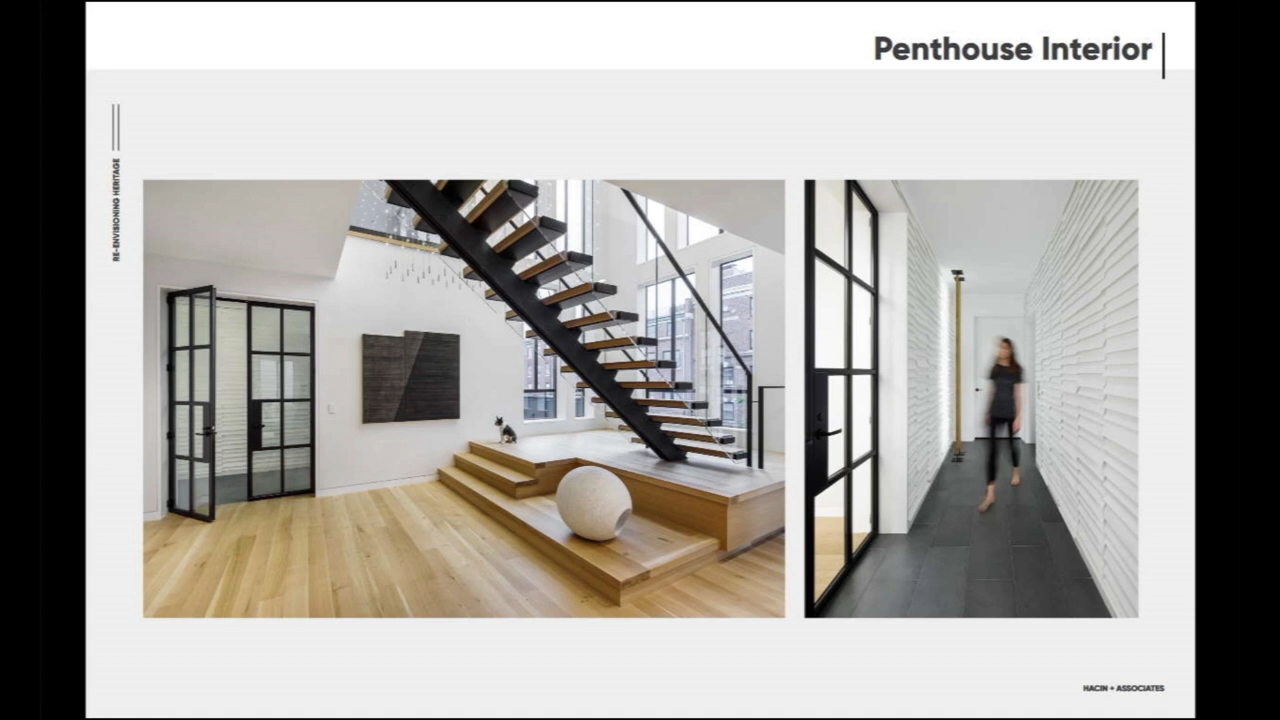 Penthouse Interior
RE-ENVISIONING HERITAGE
HACIN + ASSOCIATES